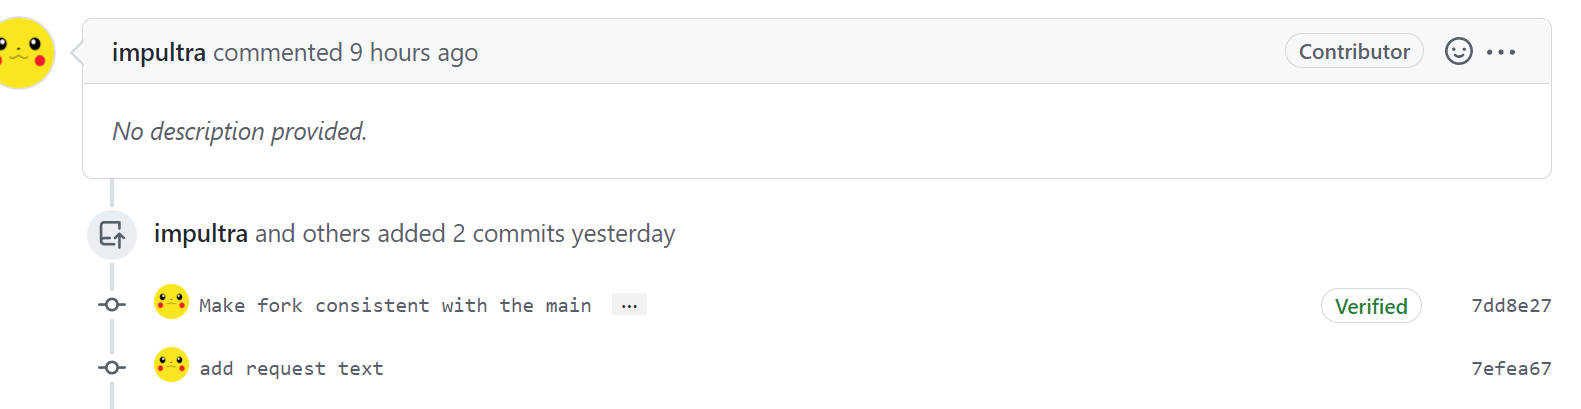 impultra commented 9 hours ago Contributor
No description provided.
impultra and others added 2 commits yesterday
Make fork consistent with the main ... Verified 7dd8e27
add request text 7efea67